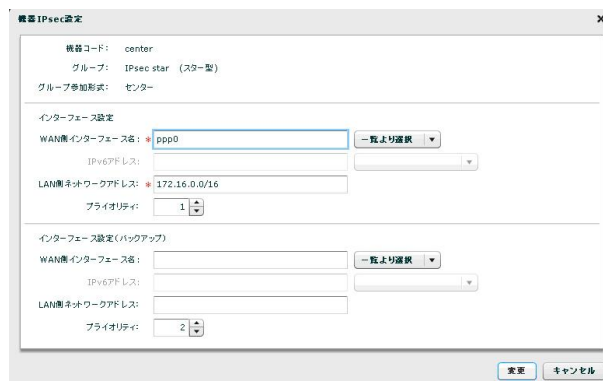 機器IPsec設定
×
機器コード: center
グループ: IPsec star (スター型)
グループ参加形式: センター
インターフェース設定
WAN側インターフェース名: * ppp0 一覧より選択 ▼
IPv6アドレス: ▼
LAN側ネットワークアドレス: * 172.16.0.0/16
プライオリティ: 1
インターフェース設定(バックアップ)
WAN側インターフェース名: 一覧より選択 ▼
IPv6アドレス: ▼
LAN側ネットワークアドレス:
プライオリティ: 2
変更 キャンセル